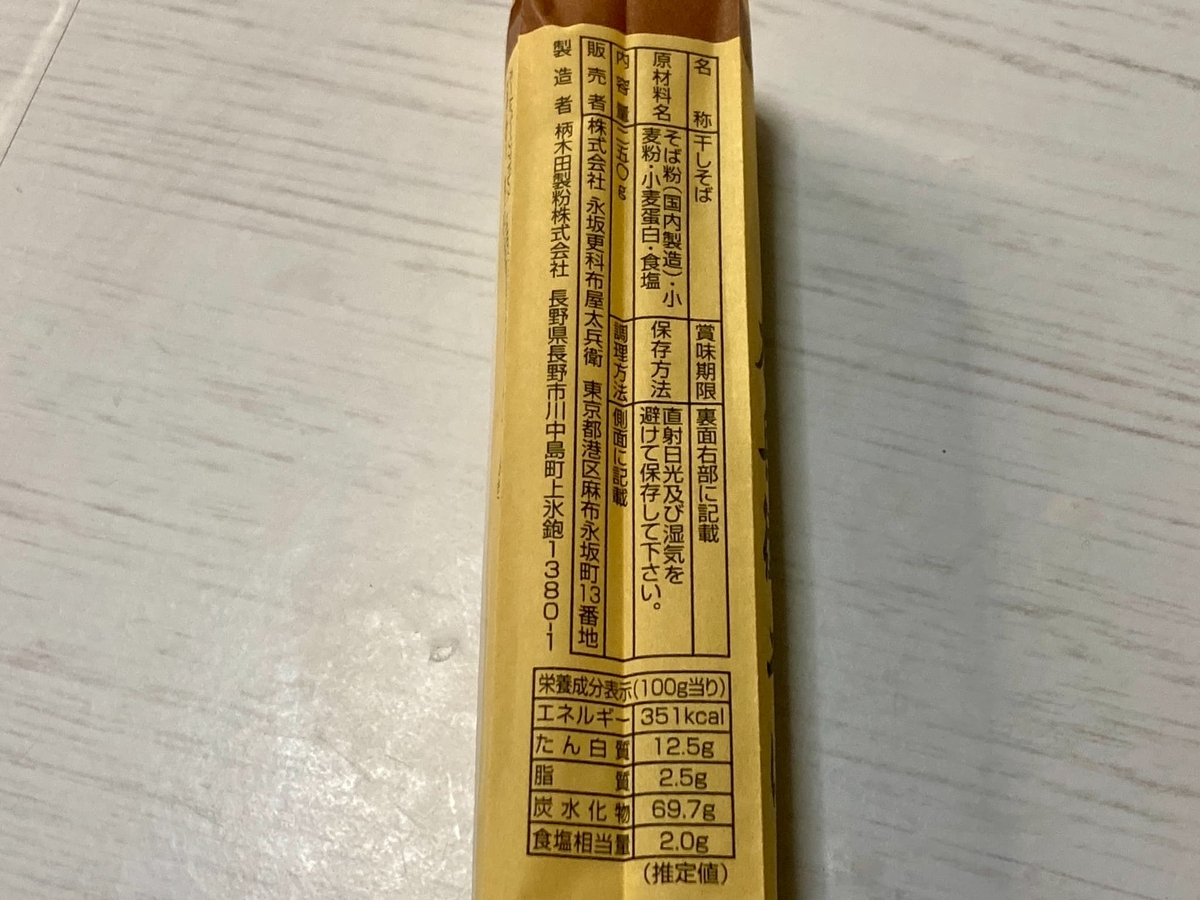 名称 干しそば
原材料名 そば粉(国内製造)・小
麦粉・小麦蛋白・食塩
内容量 二五〇g
賞味期限 裏面右部に記載
保存方法 直射日光及び湿気を
避けて保存して下さい。
調理方法 側面に記載
販売者 株式会社 永坂更科布屋太兵衛 東京都港区麻布永坂町13番地
製造者 柄木田製粉株式会社 長野県長野市川中島町上氷鉋1380-1
栄養成分表示(100g当り)
エネルギー 351kcal
たん白質 12.5g
脂質 2.5g
炭水化物 69.7g
食塩相当量 2.0g
(推定値)